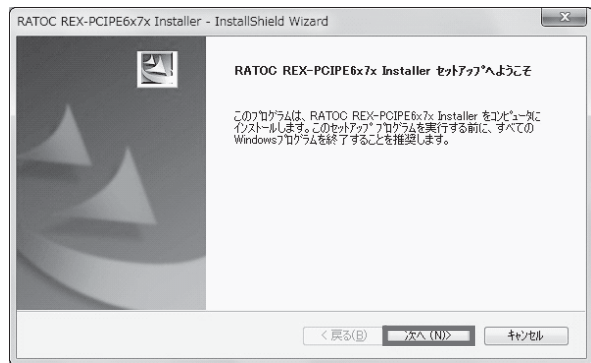 RATOC REX-PCIPE6x7x Installer - InstallShield Wizard
x
RATOC REX-PCIPE6x7x Installer ｾｯﾄｱｯﾌﾟへようこそ
このﾌﾟﾛｸﾞﾗﾑは、RATOC REX-PCIPE6x7x Installer をｺﾝﾋﾟｭｰﾀに
ｲﾝｽﾄｰﾙします。このｾｯﾄｱｯﾌﾟ ﾌﾟﾛｸﾞﾗﾑを実行する前に、すべての
Windowsﾌﾟﾛｸﾞﾗﾑを終了することを推奨します。
< 戻る(B)
次へ (N)>
ｷｬﾝｾﾙ